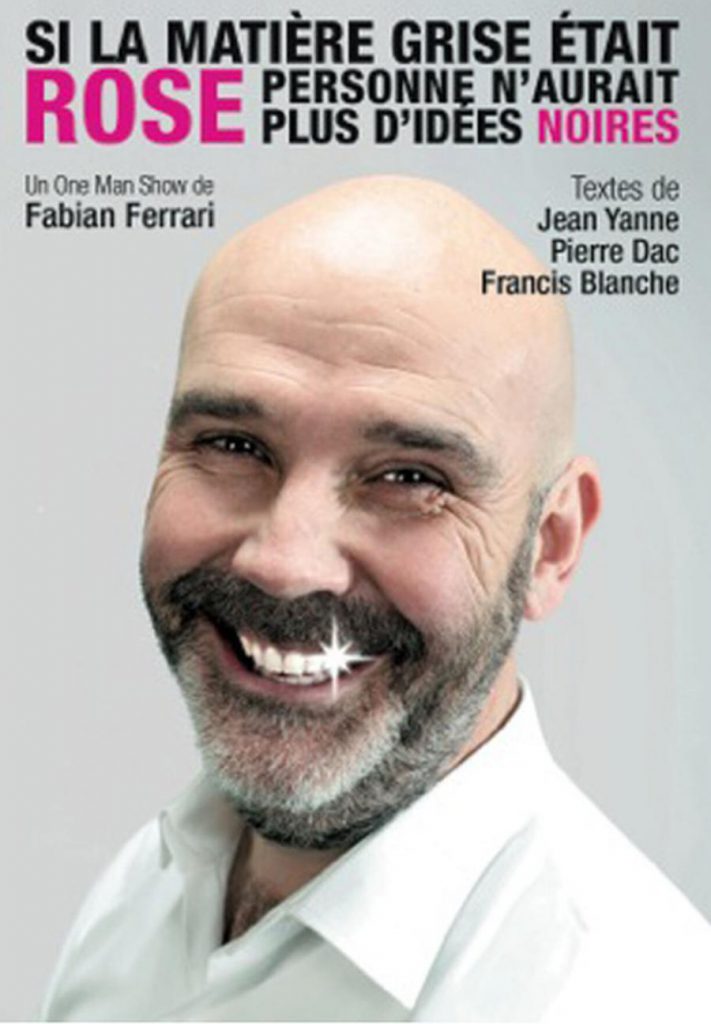 SI LA MATIÈRE GRISE ÉTAIT
ROSE PERSONNE N'AURAIT
PLUS D'IDÉES NOIRES
Un One Man Show de
Fabian Ferrari
Textes de
Jean Yanne
Pierre Dac
Francis Blanche